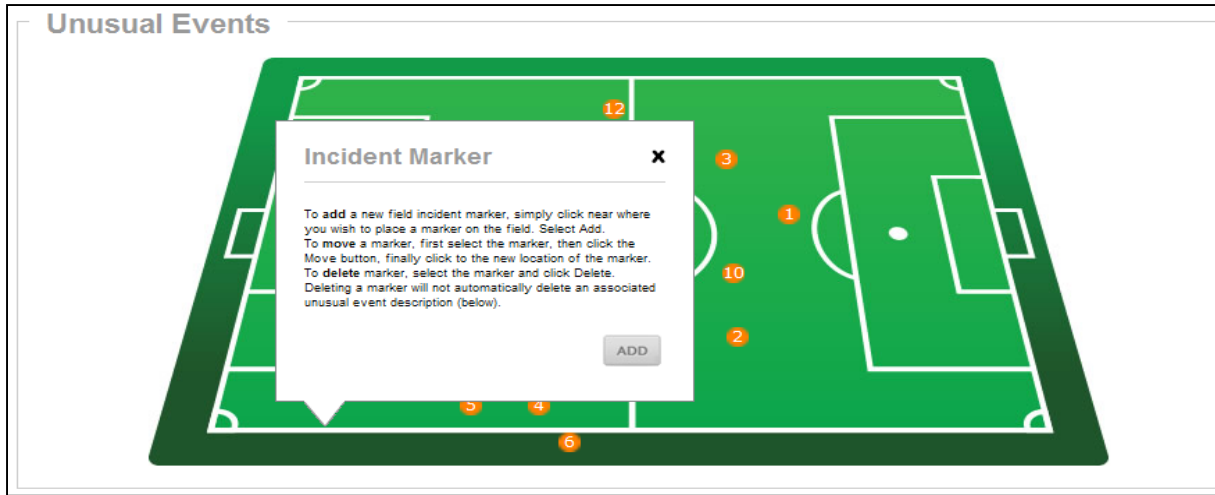 Unusual Events
12
Incident Marker
x
3
1
To add a new field incident marker, simply click near where
you wish to place a marker on the field. Select Add.
To move a marker, first select the marker, then click the
Move button, finally click to the new location of the marker.
To delete marker, select the marker and click Delete.
Deleting a marker will not automatically delete an associated
unusual event description (below).
10
2
ADD
5
4
6